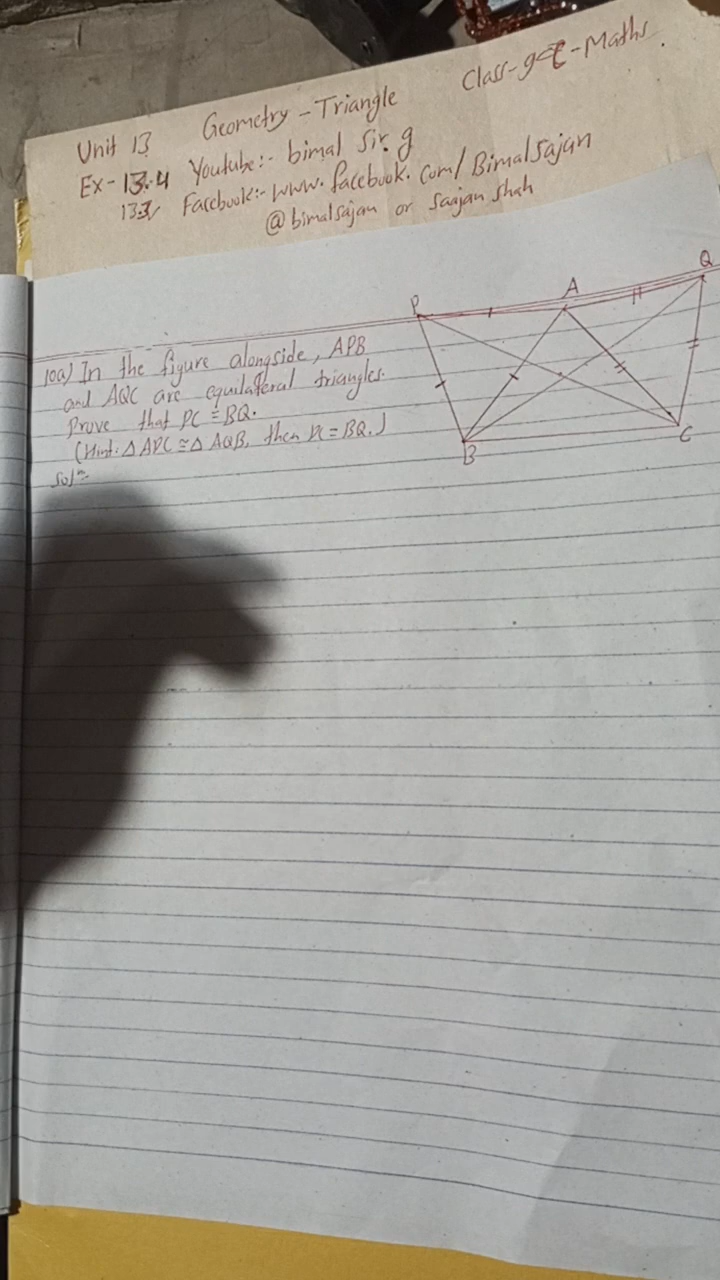 Unit 13 Geometry - Triangle Class - 9 - Maths.
Ex - 13.4 Youtube:- bimal Sir. g
13.3 Facebook:- www.facebook.com/Bimalsajan
@bimalsajan or saajan shah
10a) In the figure alongside, APB
and AQC are equilateral triangles.
Prove that PC = BQ.
(Hint: △ APC ≅ △ AQB, then PC = BQ.)
Solⁿ:
P A Q
B C